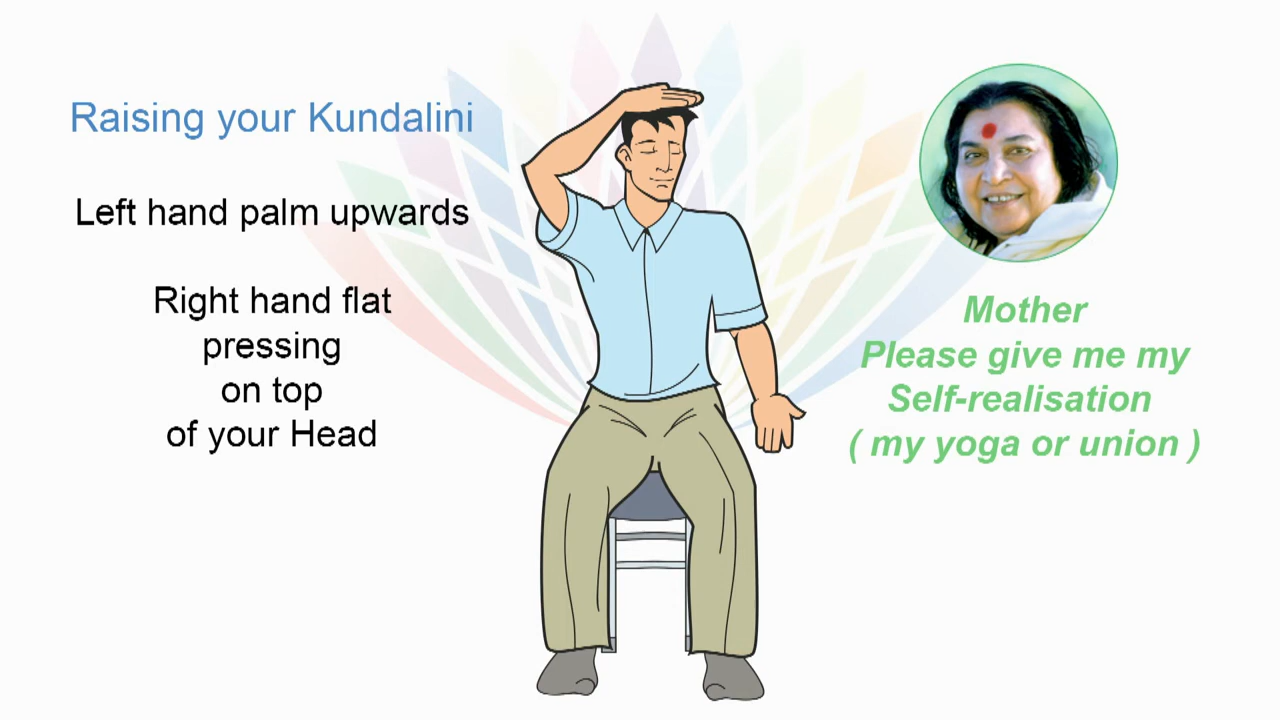 Raising your Kundalini
Left hand palm upwards
Right hand flat
pressing
on top
of your Head
Mother
Please give me my
Self-realisation
( my yoga or union )